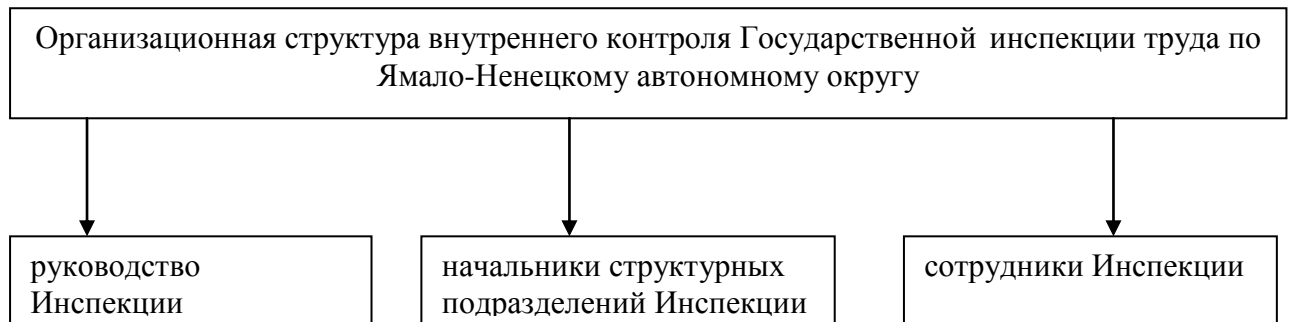 Организационная структура внутреннего контроля Государственной инспекции труда по
Ямало-Ненецкому автономному округу
руководство
Инспекции
начальники структурных
подразделений Инспекции
сотрудники Инспекции